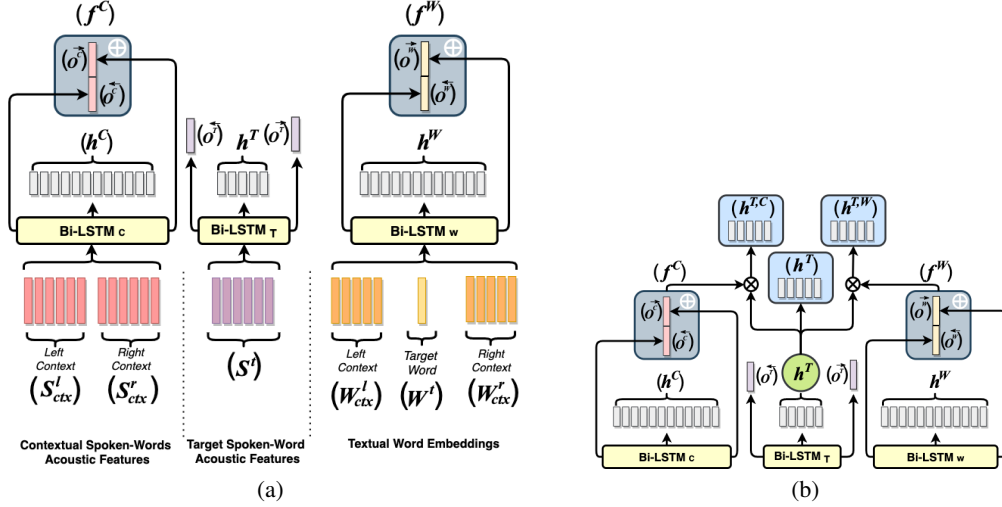 (f^C)
(f^W)
(o^C→)
(o^C←)
(o^W→)
(o^W←)
(h^C)
(o^T←)
h^T
(o^T→)
h^W
Bi-LSTM C
Bi-LSTM T
Bi-LSTM W
Left Context
Right Context
Left Context
Target Word
Right Context
(S^l_ctx)
(S^r_ctx)
(S^t)
(W^l_ctx)
(W^t)
(W^r_ctx)
Contextual Spoken-Words
Acoustic Features
Target Spoken-Word
Acoustic Features
Textual Word Embeddings
(a)
(h^{T,C})
(h^{T,W})
(h^T)
(f^C)
(f^W)
(o^C→)
(o^C←)
(o^W→)
(o^W←)
h^T
(h^C)
(o^T←)
(o^T→)
h^W
Bi-LSTM C
Bi-LSTM T
Bi-LSTM W
(b)